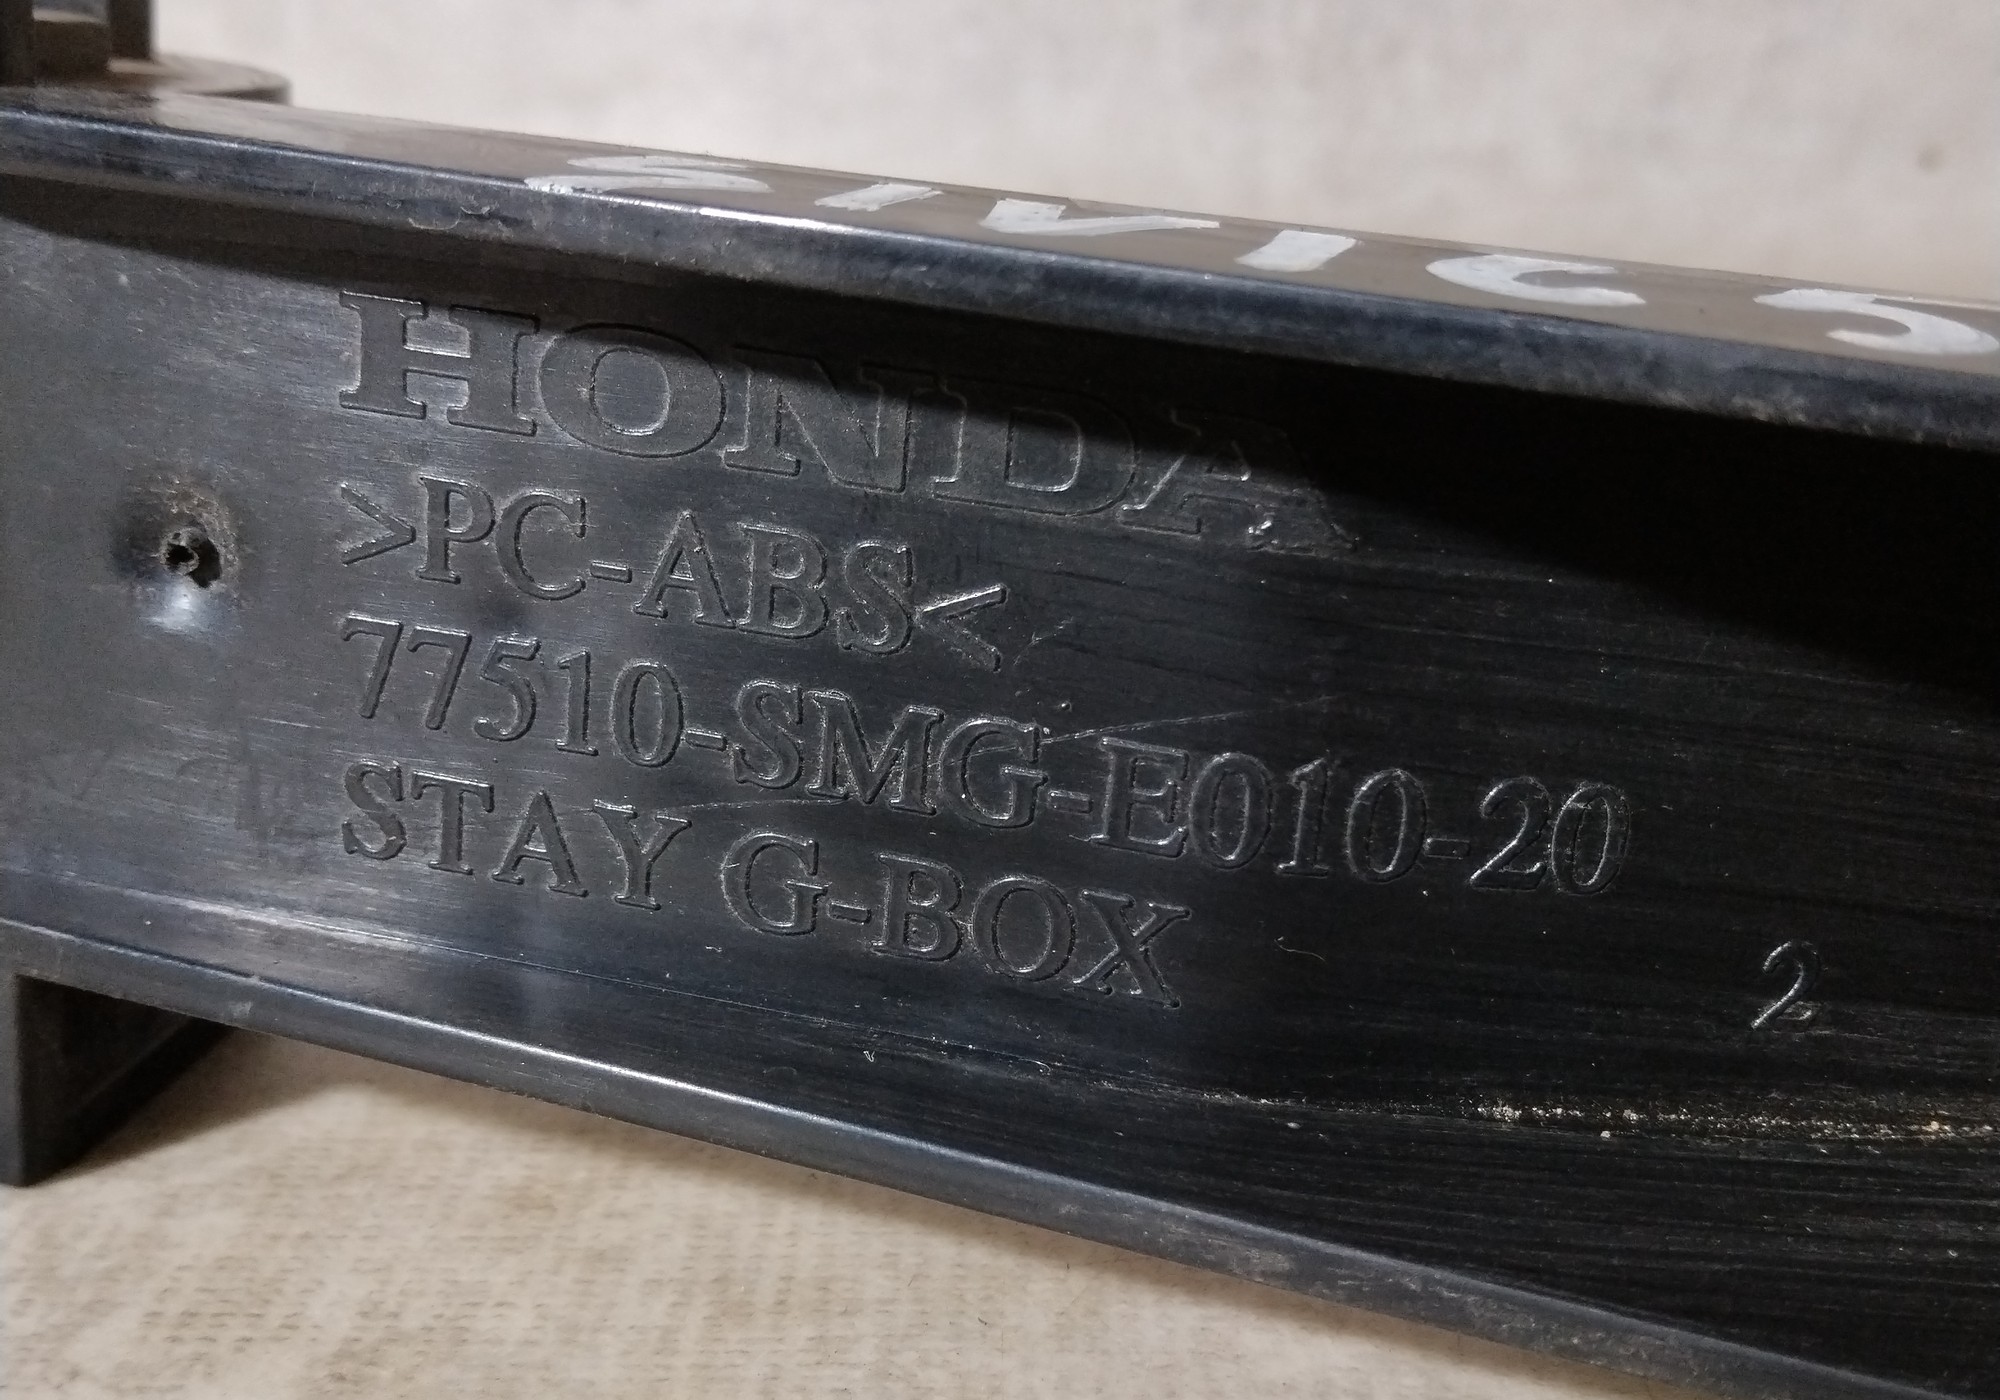 HONDA
>PC-ABS<
77510-SMG-E010-20
STAY G-BOX
2